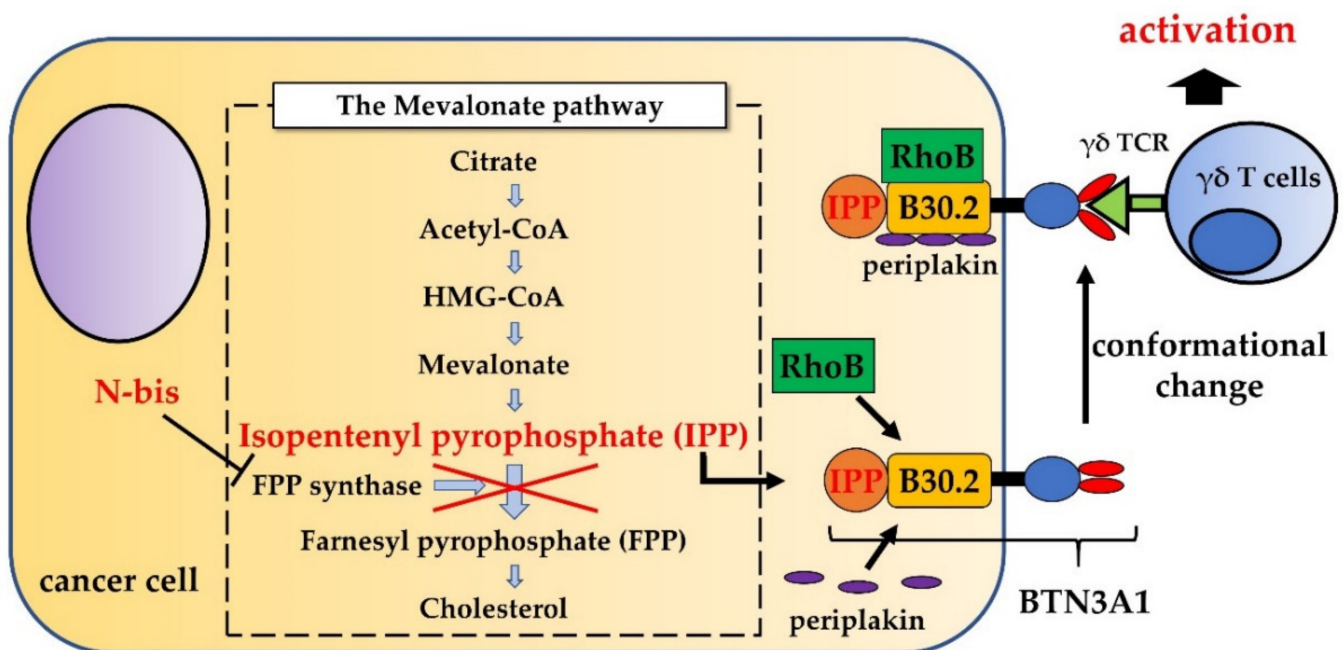 activation
The Mevalonate pathway
Citrate
Acetyl-CoA
HMG-CoA
Mevalonate
Isopentenyl pyrophosphate (IPP)
N-bis
FPP synthase
Farnesyl pyrophosphate (FPP)
Cholesterol
cancer cell
RhoB
IPP
B30.2
periplakin
γδ TCR
γδ T cells
conformational
change
RhoB
IPP
B30.2
periplakin
BTN3A1